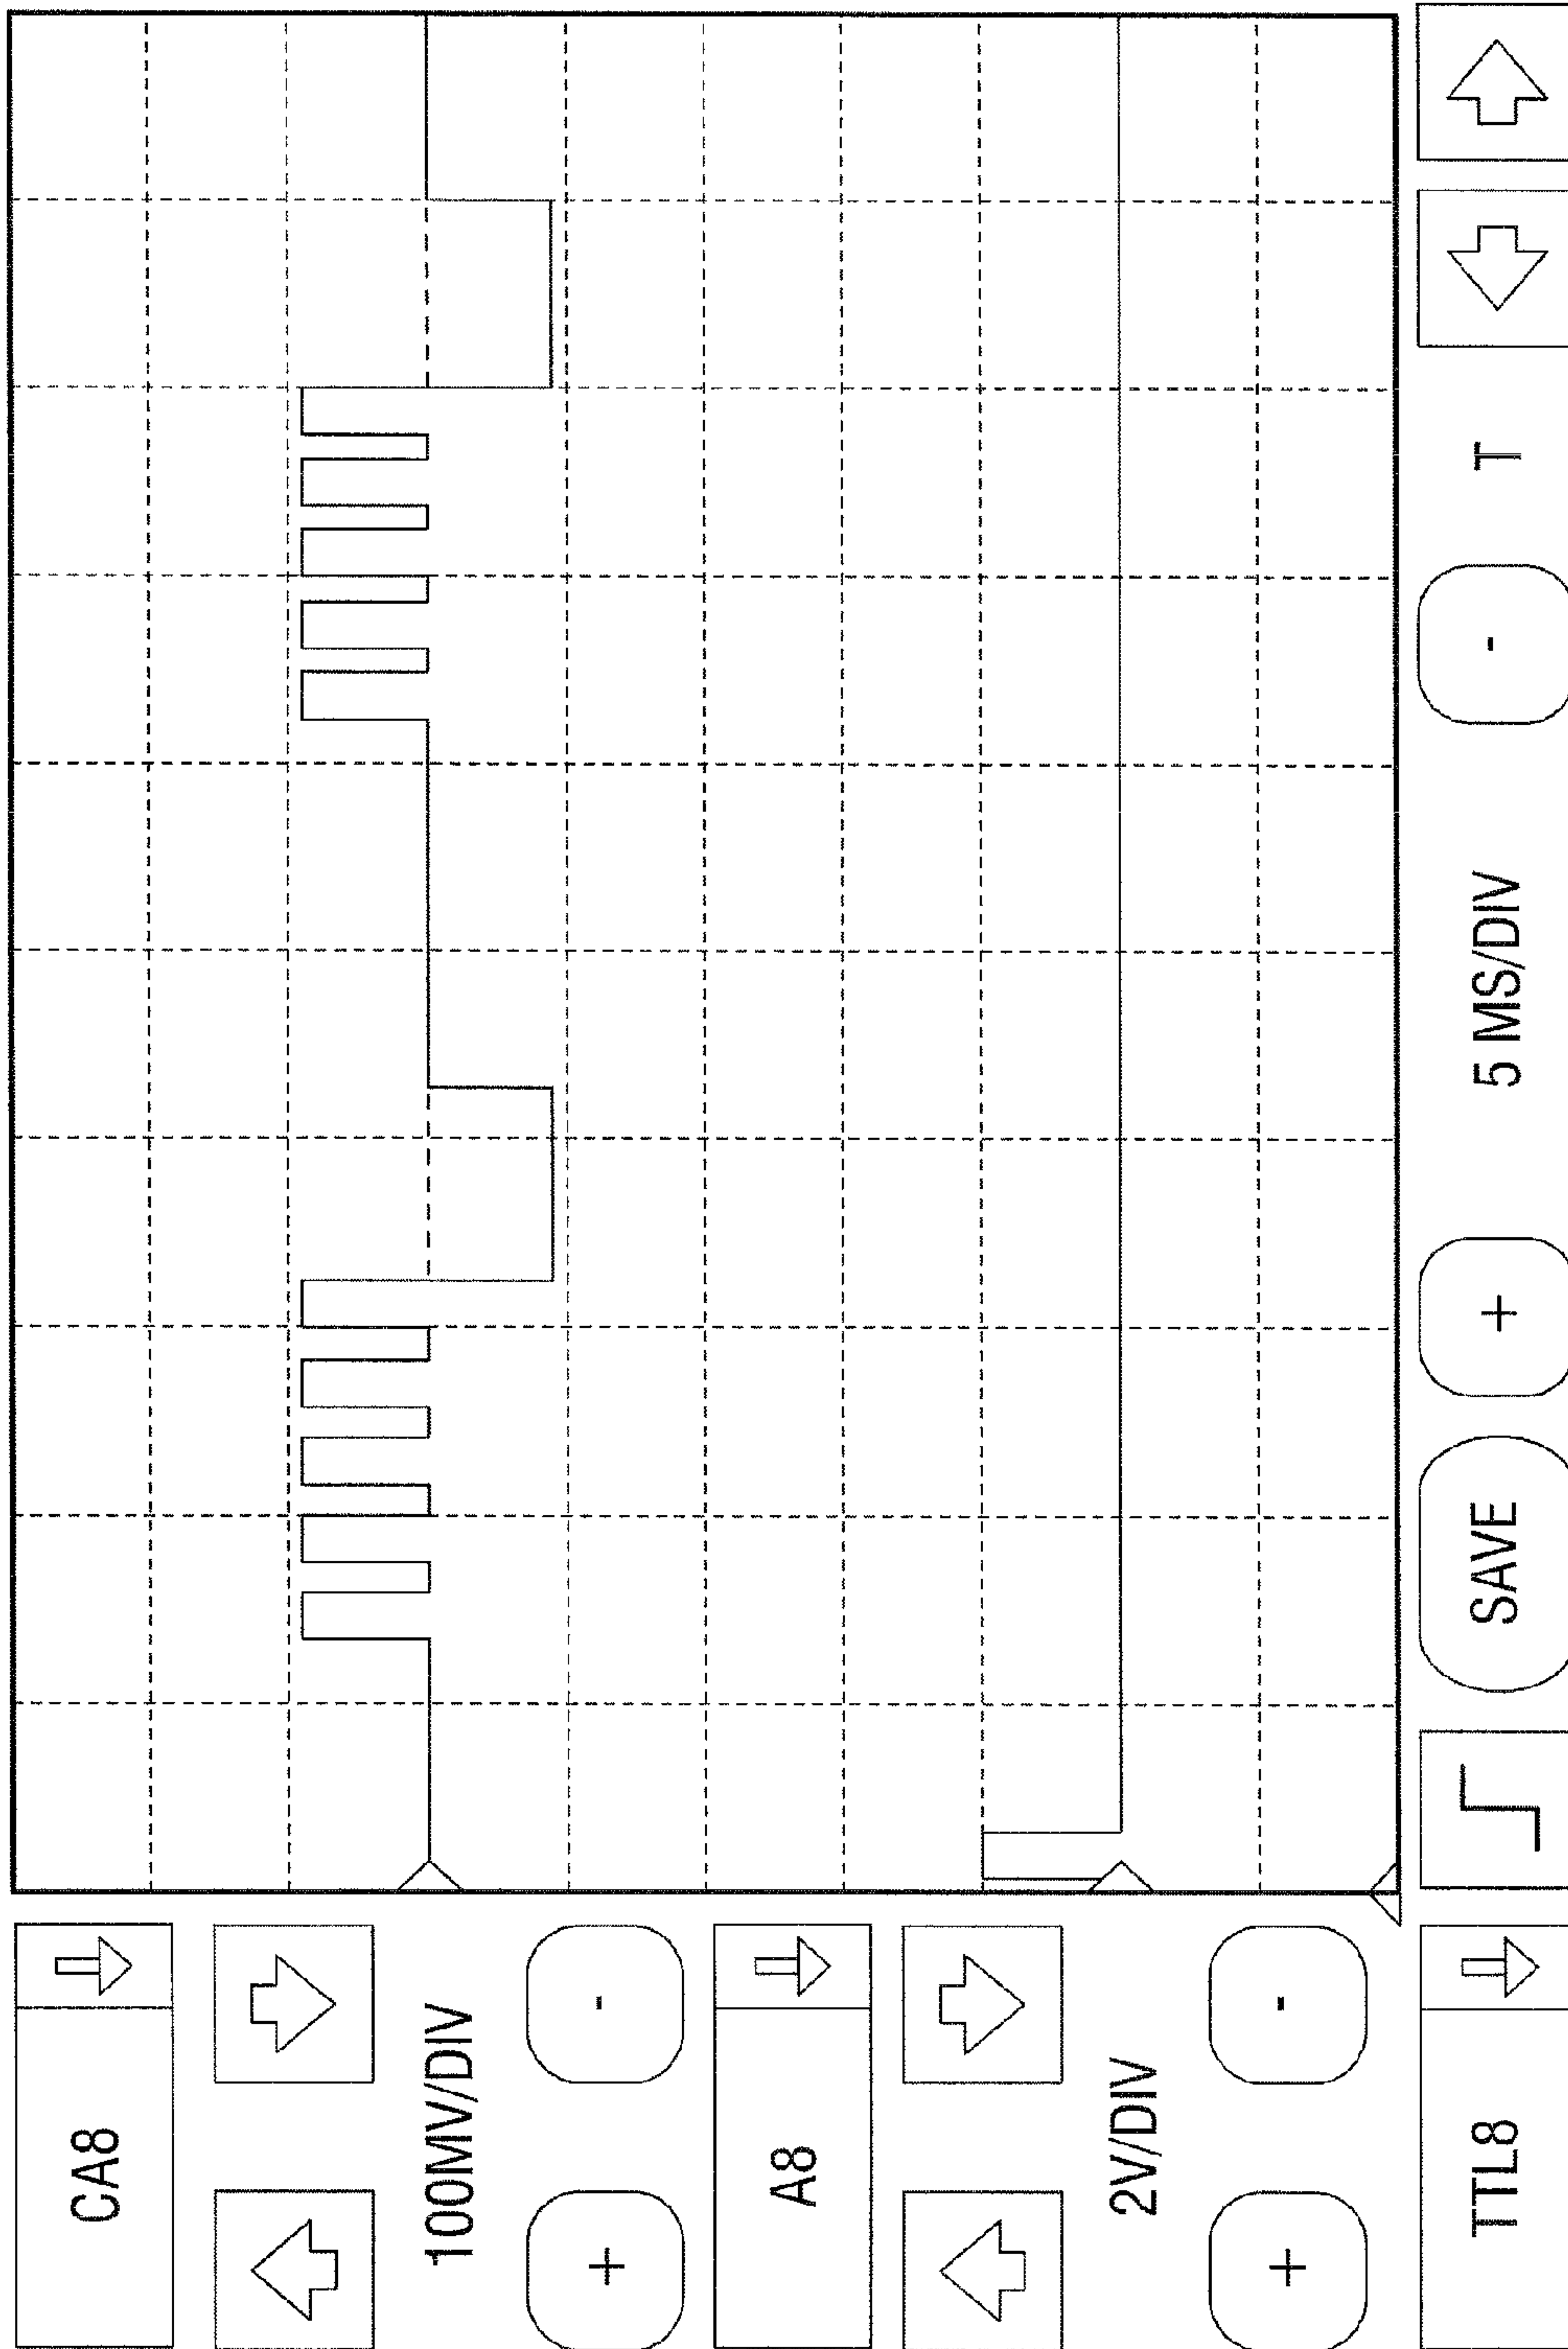 CA8
100MV/DIV
+ -
A8
2V/DIV
+ -
TTL8
SAVE
+
5 MS/DIV
-
T